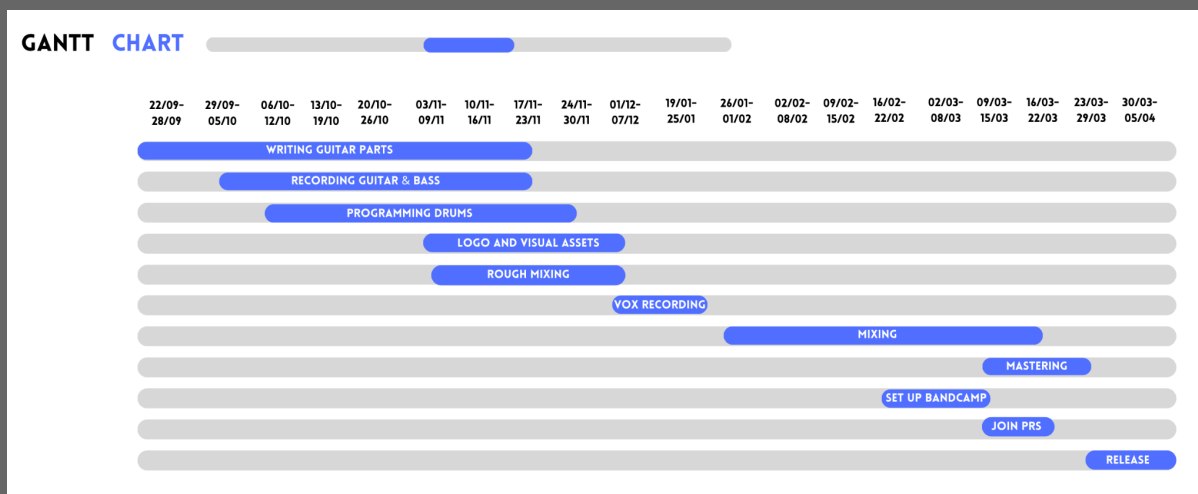 GANTT CHART
22/09- 29/09- 06/10- 13/10- 20/10- 03/11- 10/11- 17/11- 24/11- 01/12- 19/01- 26/01- 02/02- 09/02- 16/02- 02/03- 09/03- 16/03- 23/03- 30/03-
28/09 05/10 12/10 19/10 26/10 09/11 16/11 23/11 30/11 07/12 25/01 01/02 08/02 15/02 22/02 08/03 15/03 22/03 29/03 05/04
WRITING GUITAR PARTS
RECORDING GUITAR & BASS
PROGRAMMING DRUMS
LOGO AND VISUAL ASSETS
ROUGH MIXING
VOX RECORDING
MIXING
MASTERING
SET UP BANDCAMP
JOIN PRS
RELEASE